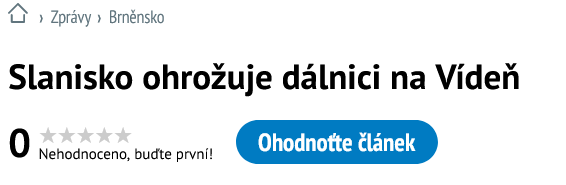 › Zprávy › Brněnsko
Slanisko ohrožuje dálnici na Vídeň
0
Nehodnoceno, buďte první!
Ohodnoťte článek